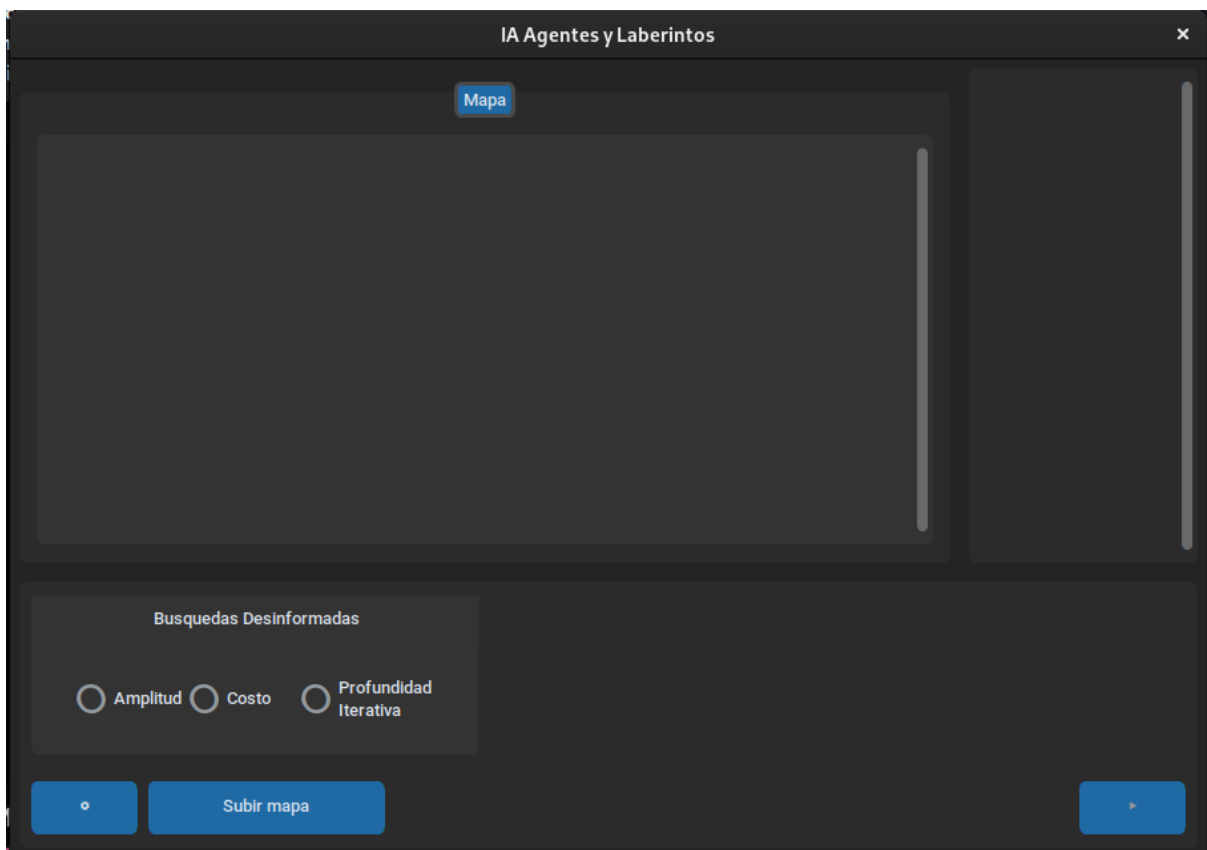 IA Agentes y Laberintos
Mapa
Busquedas Desinformadas
Amplitud
Costo
Profundidad
Iterativa
Subir mapa